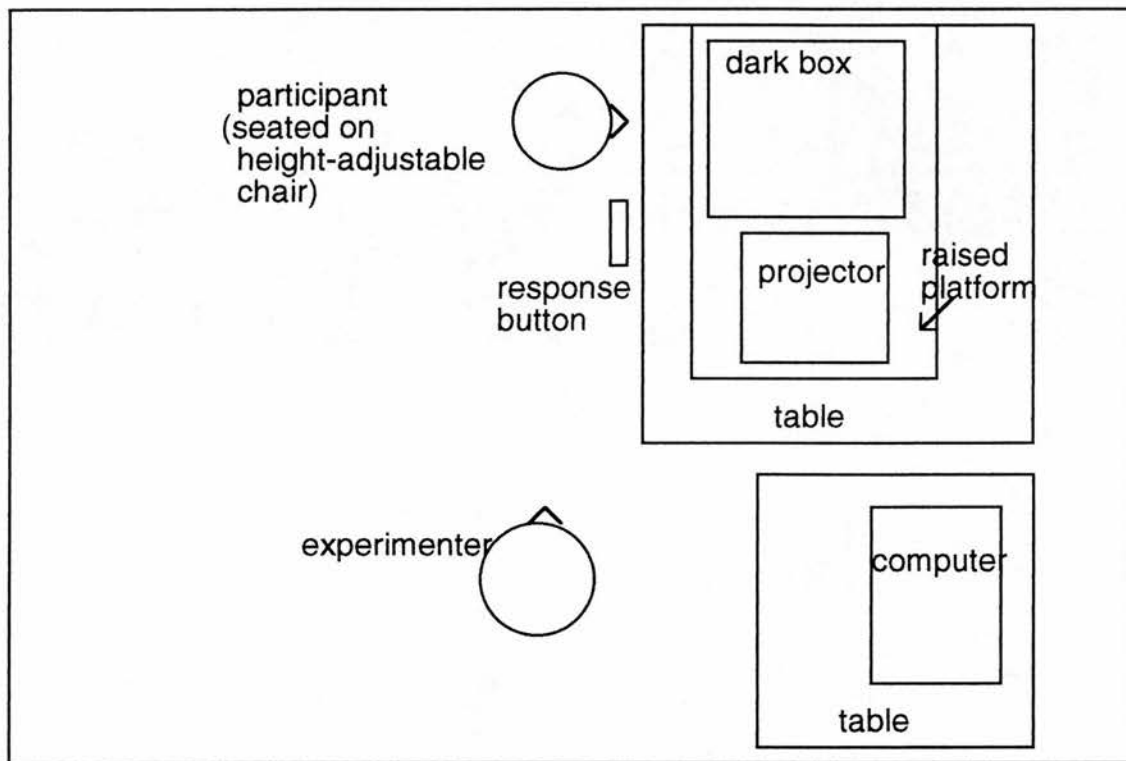 participant
(seated on
height-adjustable
chair)
dark box
projector
raised
platform
response
button
table
experimenter
computer
table